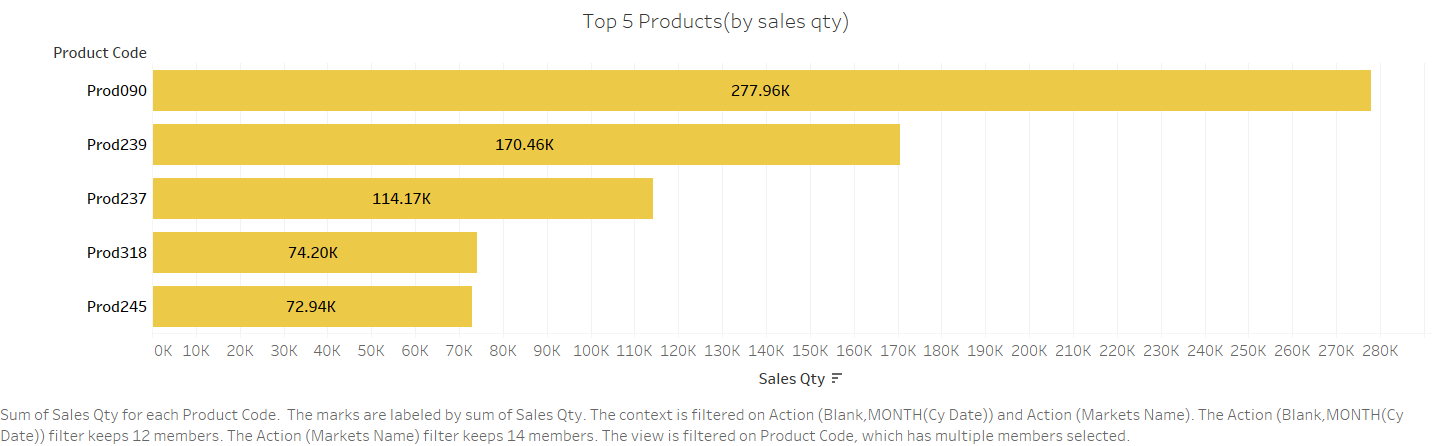 Top 5 Products(by sales qty)
Product Code
Prod090 277.96K
Prod239 170.46K
Prod237 114.17K
Prod318 74.20K
Prod245 72.94K
0K 10K 20K 30K 40K 50K 60K 70K 80K 90K 100K 110K 120K 130K 140K 150K 160K 170K 180K 190K 200K 210K 220K 230K 240K 250K 260K 270K 280K
Sales Qty
Sum of Sales Qty for each Product Code.  The marks are labeled by sum of Sales Qty. The context is filtered on Action (Blank,MONTH(Cy Date)) and Action (Markets Name). The Action (Blank,MONTH(Cy
Date)) filter keeps 12 members. The Action (Markets Name) filter keeps 14 members. The view is filtered on Product Code, which has multiple members selected.